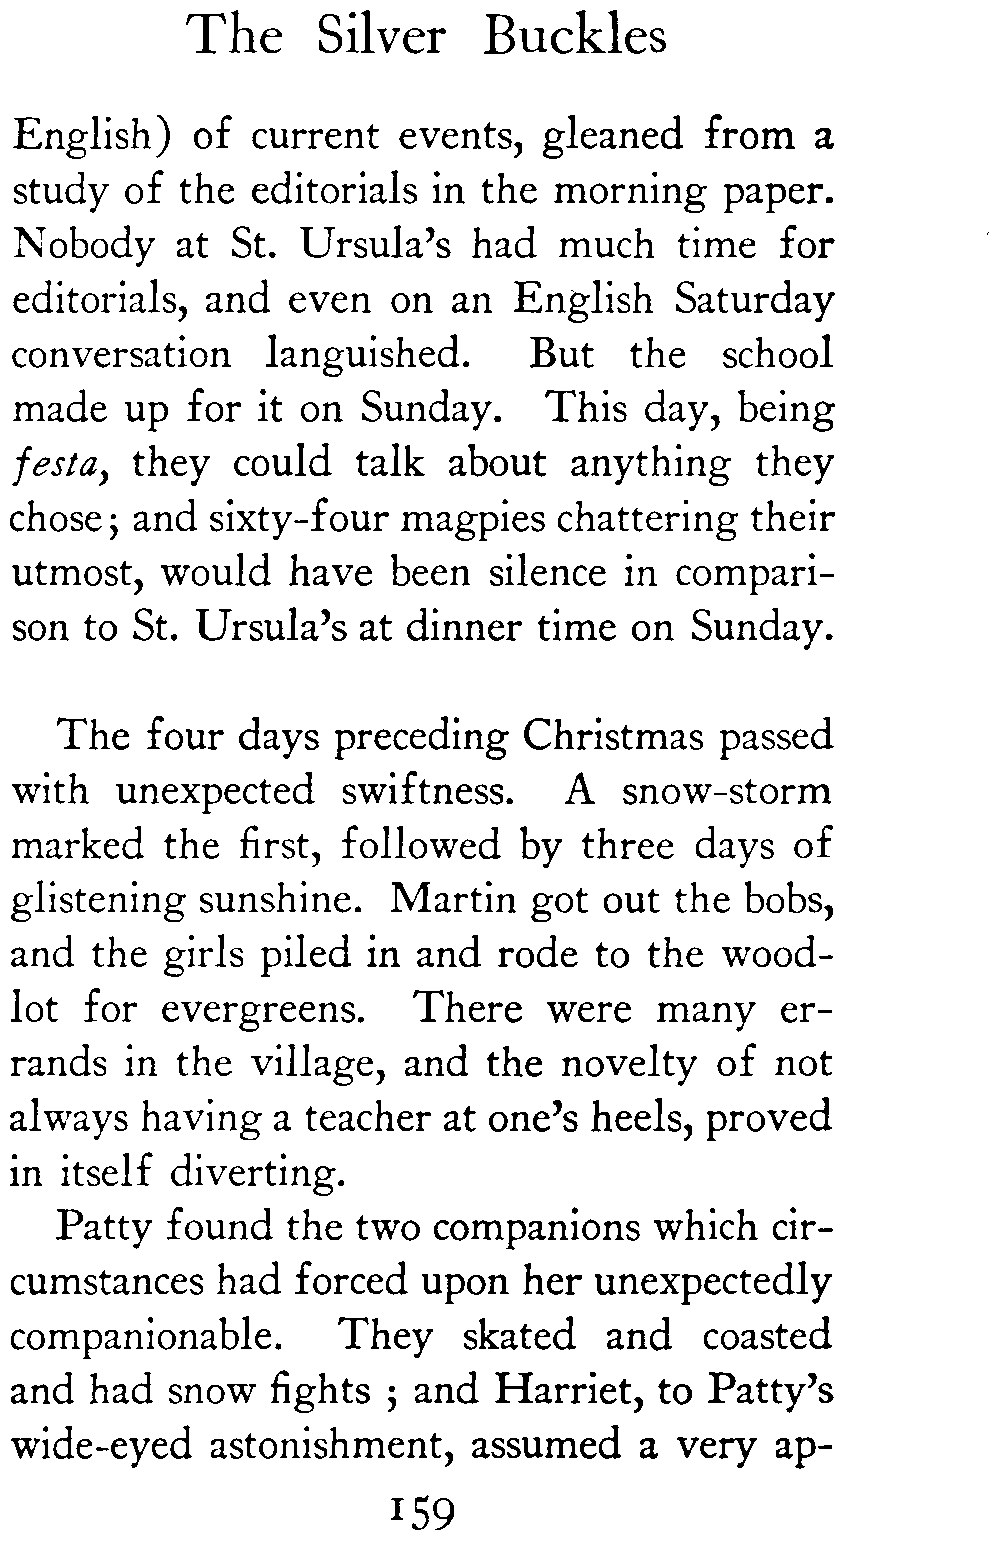 The Silver Buckles
English) of current events, gleaned from a
study of the editorials in the morning paper.
Nobody at St. Ursula's had much time for
editorials, and even on an English Saturday
conversation languished. But the school
made up for it on Sunday. This day, being
festa, they could talk about anything they
chose; and sixty-four magpies chattering their
utmost, would have been silence in compari-
son to St. Ursula's at dinner time on Sunday.
The four days preceding Christmas passed
with unexpected swiftness. A snow-storm
marked the first, followed by three days of
glistening sunshine. Martin got out the bobs,
and the girls piled in and rode to the wood-
lot for evergreens. There were many er-
rands in the village, and the novelty of not
always having a teacher at one's heels, proved
in itself diverting.
Patty found the two companions which cir-
cumstances had forced upon her unexpectedly
companionable. They skated and coasted
and had snow fights ; and Harriet, to Patty's
wide-eyed astonishment, assumed a very ap-
159